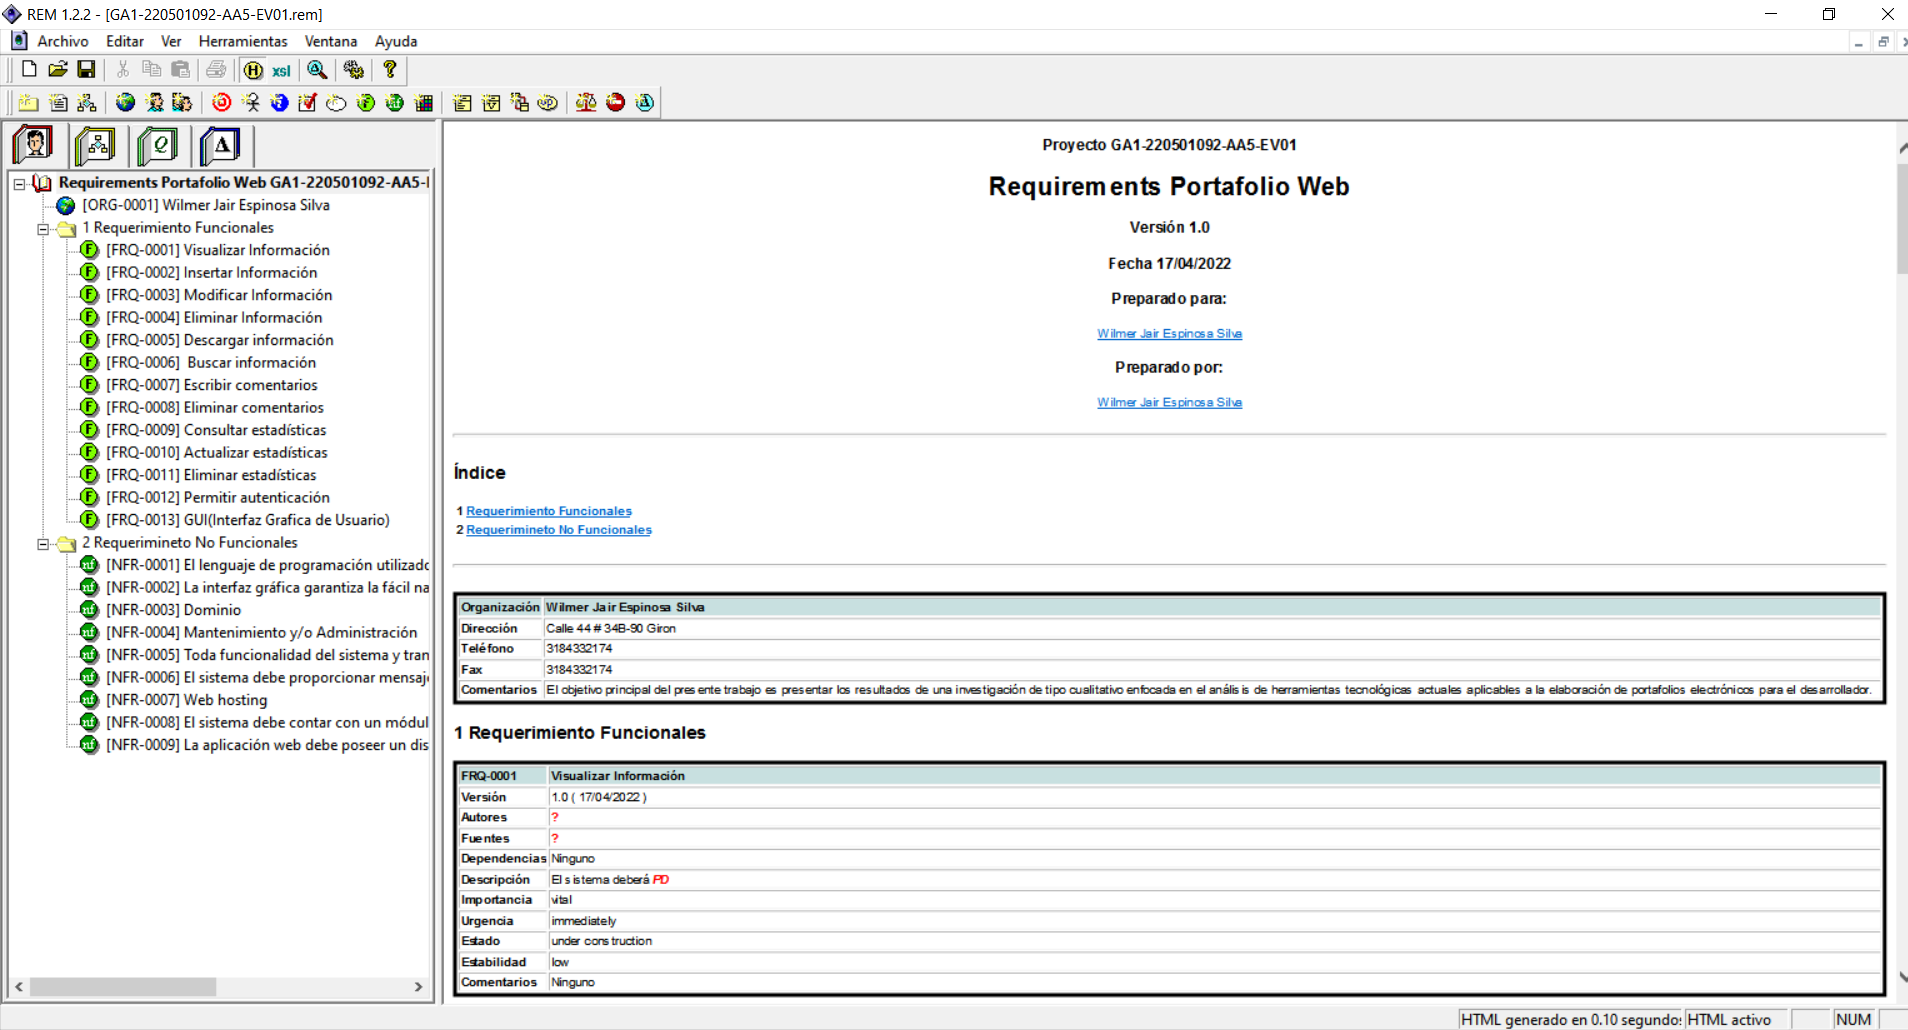 REM 1.2.2 - [GA1-220501092-AA5-EV01.rem]
Archivo Editar Ver Herramientas Ventana Ayuda
H xsl A ?
Q A
Requirements Portafolio Web GA1-220501092-AA5-
[ORG-0001] Wilmer Jair Espinosa Silva
1 Requerimiento Funcionales
[FRQ-0001] Visualizar Información
[FRQ-0002] Insertar Información
[FRQ-0003] Modificar Información
[FRQ-0004] Eliminar Información
[FRQ-0005] Descargar información
[FRQ-0006] Buscar información
[FRQ-0007] Escribir comentarios
[FRQ-0008] Eliminar comentarios
[FRQ-0009] Consultar estadísticas
[FRQ-0010] Actualizar estadísticas
[FRQ-0011] Eliminar estadísticas
[FRQ-0012] Permitir autenticación
[FRQ-0013] GUI(Interfaz Grafica de Usuario)
2 Requerimineto No Funcionales
[NFR-0001] El lenguaje de programación utilizado
[NFR-0002] La interfaz gráfica garantiza la fácil na
[NFR-0003] Dominio
[NFR-0004] Mantenimiento y/o Administración
[NFR-0005] Toda funcionalidad del sistema y tran
[NFR-0006] El sistema debe proporcionar mensaje
[NFR-0007] Web hosting
[NFR-0008] El sistema debe contar con un módul
[NFR-0009] La aplicación web debe poseer un dis
Proyecto GA1-220501092-AA5-EV01
Requirements Portafolio Web
Versión 1.0
Fecha 17/04/2022
Preparado para:
Wilmer Jair Espinosa Silva
Preparado por:
Wilmer Jair Espinosa Silva
Índice
1 Requerimiento Funcionales
2 Requerimineto No Funcionales
Organización Wilmer Jair Espinosa Silva
Dirección Calle 44 # 34B-90 Giron
Teléfono 3184332174
Fax 3184332174
Comentarios El objetivo principal del presente trabajo es presentar los resultados de una investigación de tipo cualitativo enfocada en el análisis de herramientas tecnológicas actuales aplicables a la elaboración de portafolios electrónicos para el desarrollador.
1 Requerimiento Funcionales
FRQ-0001 Visualizar Información
Versión 1.0 ( 17/04/2022 )
Autores ?
Fuentes ?
Dependencias Ninguno
Descripción El sistema deberá PD
Importancia vital
Urgencia immediately
Estado under construction
Estabilidad low
Comentarios Ninguno
HTML generado en 0.10 segundos HTML activo NUM